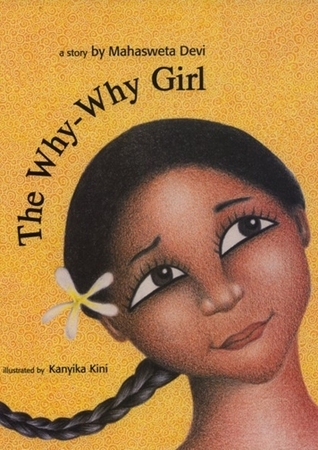 a story by Mahasweta Devi
The Why-Why Girl
illustrated by Kanyika Kini